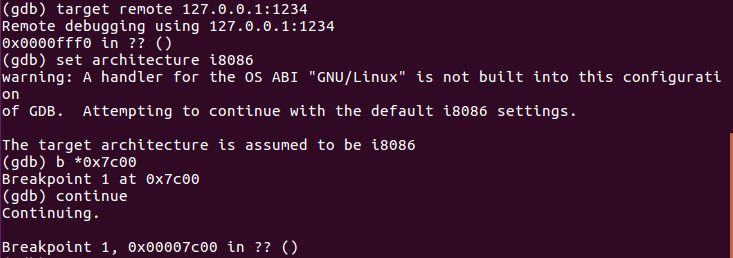 (gdb) target remote 127.0.0.1:1234
Remote debugging using 127.0.0.1:1234
0x0000fff0 in ?? ()
(gdb) set architecture i8086
warning: A handler for the OS ABI "GNU/Linux" is not built into this configurati
on
of GDB.  Attempting to continue with the default i8086 settings.

The target architecture is assumed to be i8086
(gdb) b *0x7c00
Breakpoint 1 at 0x7c00
(gdb) continue
Continuing.

Breakpoint 1, 0x00007c00 in ?? ()